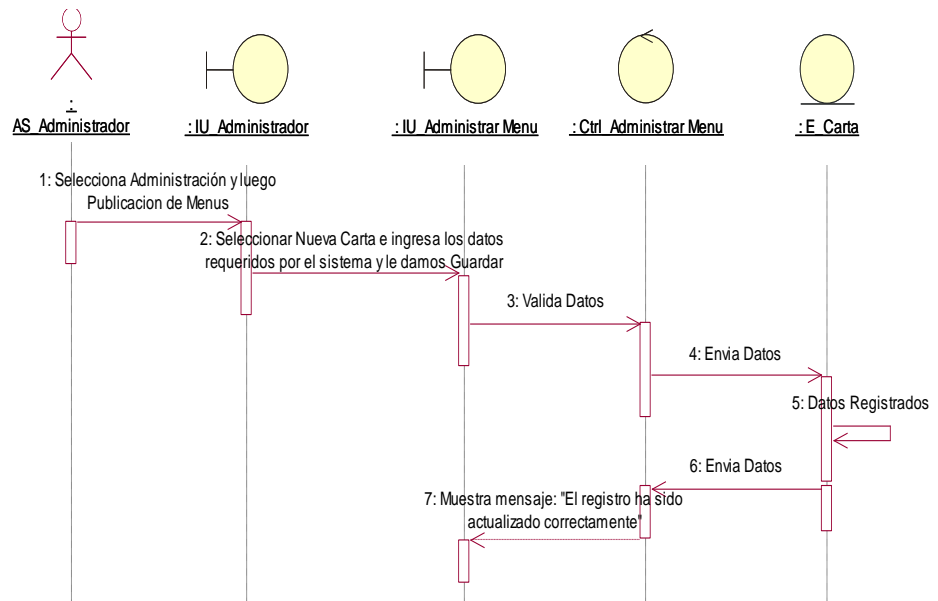 :
AS_Administrador
: IU_Administrador
: IU_Administrar Menu
: Ctrl_Administrar Menu
: E_Carta
1: Selecciona Administración y luego
Publicacion de Menus
2: Seleccionar Nueva Carta e ingresa los datos
requeridos por el sistema y le damos Guardar
3: Valida Datos
4: Envia Datos
5: Datos Registrados
6: Envia Datos
7: Muestra mensaje: "El registro ha sido
actualizado correctamente"